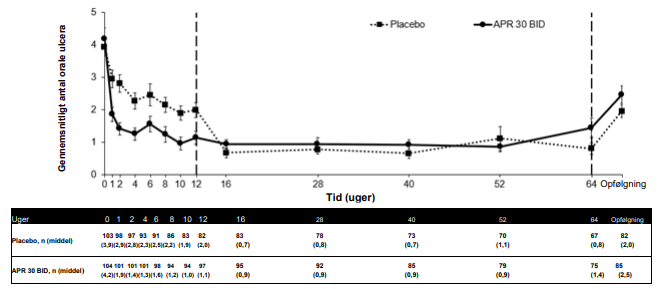 Placebo
APR 30 BID
Gennemsnitligt antal orale ulcera
5
4
3
2
1
0
0 1 2 4 6 8 10 12 16 28 40 52 64 Opfølgning
Tid (uger)
Uger 0 1 2 4 6 8 10 12 16 28 40 52 64 Opfølgning
Placebo, n (middel) 103 98 97 93 91 86 83 82 83 78 73 70 67 82
(3,9) (2,9) (2,8) (2,3) (2,5) (2,2) (1,9) (2,0) (0,7) (0,8) (0,7) (1,1) (0,8) (2,0)
APR 30 BID, n (middel) 104 101 101 101 98 94 94 97 95 92 85 79 75 85
(4,2) (1,9) (1,4) (1,3) (1,6) (1,2) (1,0) (1,1) (0,9) (0,9) (0,9) (0,9) (1,4) (2,5)